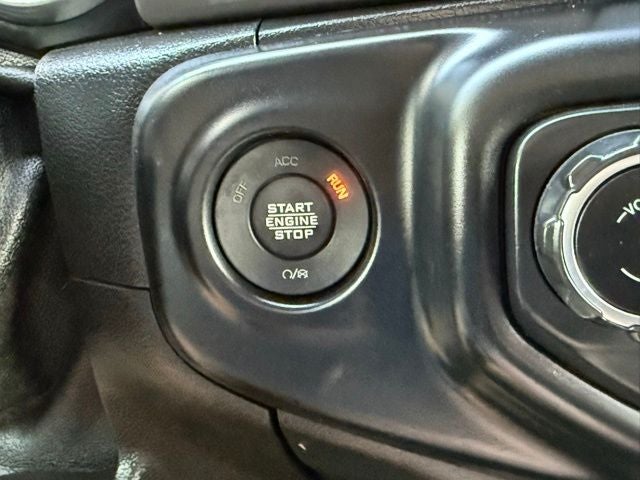 OFF
ACC
RUN
START
ENGINE
STOP